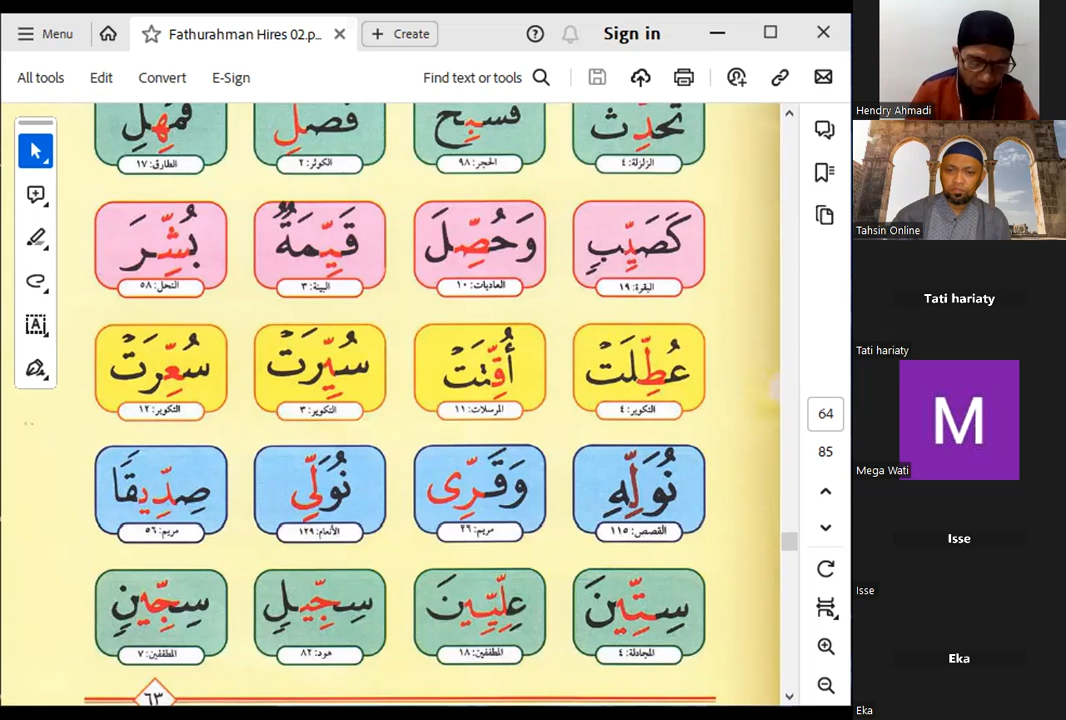 Menu Fathurahman Hires 02.p... Create Sign in
All tools Edit Convert E-Sign Find text or tools
تحدث فسبح فصل فمهل
الزلزلة: ٤ الحجر: ٩٨ الكوثر: ٢ الطارق: ١٧
كَصَيِّبٍ وَحُصِّلَ قَيِّمَةٌ بُشِّرَ
البقرة: ١٩ العاديات: ١٠ البينة: ٣ النحل: ٥٨
عُطِّلَتْ أُقِّتَتْ سُيِّرَتْ سُعِّرَتْ
التكوير: ٤ المرسلات: ١١ التكوير: ٣ التكوير: ١٢
نُوَلِّهِ وَقَرِّى نُوَلِّى صِدِّيقًا
القصص: ١١٥ مريم: ٢٦ الأنعام: ١٢٩ مريم: ٥٦
سِتِّينَ عِلِّيِّينَ سِجِّيلٍ سِجِّينٍ
المجادلة: ٤ المطففين: ١٨ هود: ٨٢ المطففين: ٧
٦٣
64
85
Hendry Ahmadi
Tahsin Online
Tati hariaty
Tati hariaty
M
Mega Wati
Isse
Isse
Eka
Eka